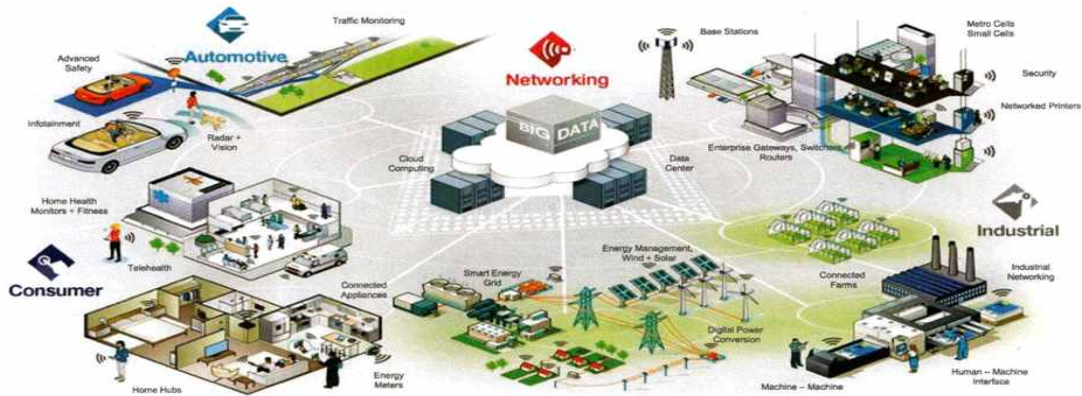 Traffic Monitoring
Automotive
Advanced
Safety
Infotainment
Radar +
Vision
Networking
BIG DATA
Cloud
Computing
Data
Center
Base Stations
Metro Cells
Small Cells
Security
Networked Printers
Enterprise Gateways, Switchers,
Routers
Home Health
Monitors + Fitness
Telehealth
Consumer
Connected
Appliances
Home Hubs
Energy
Meters
Smart Energy
Grid
Energy Management,
Wind + Solar
Digital Power
Conversion
Connected
Farms
Industrial
Industrial
Networking
Machine – Machine
Human – Machine
Interface